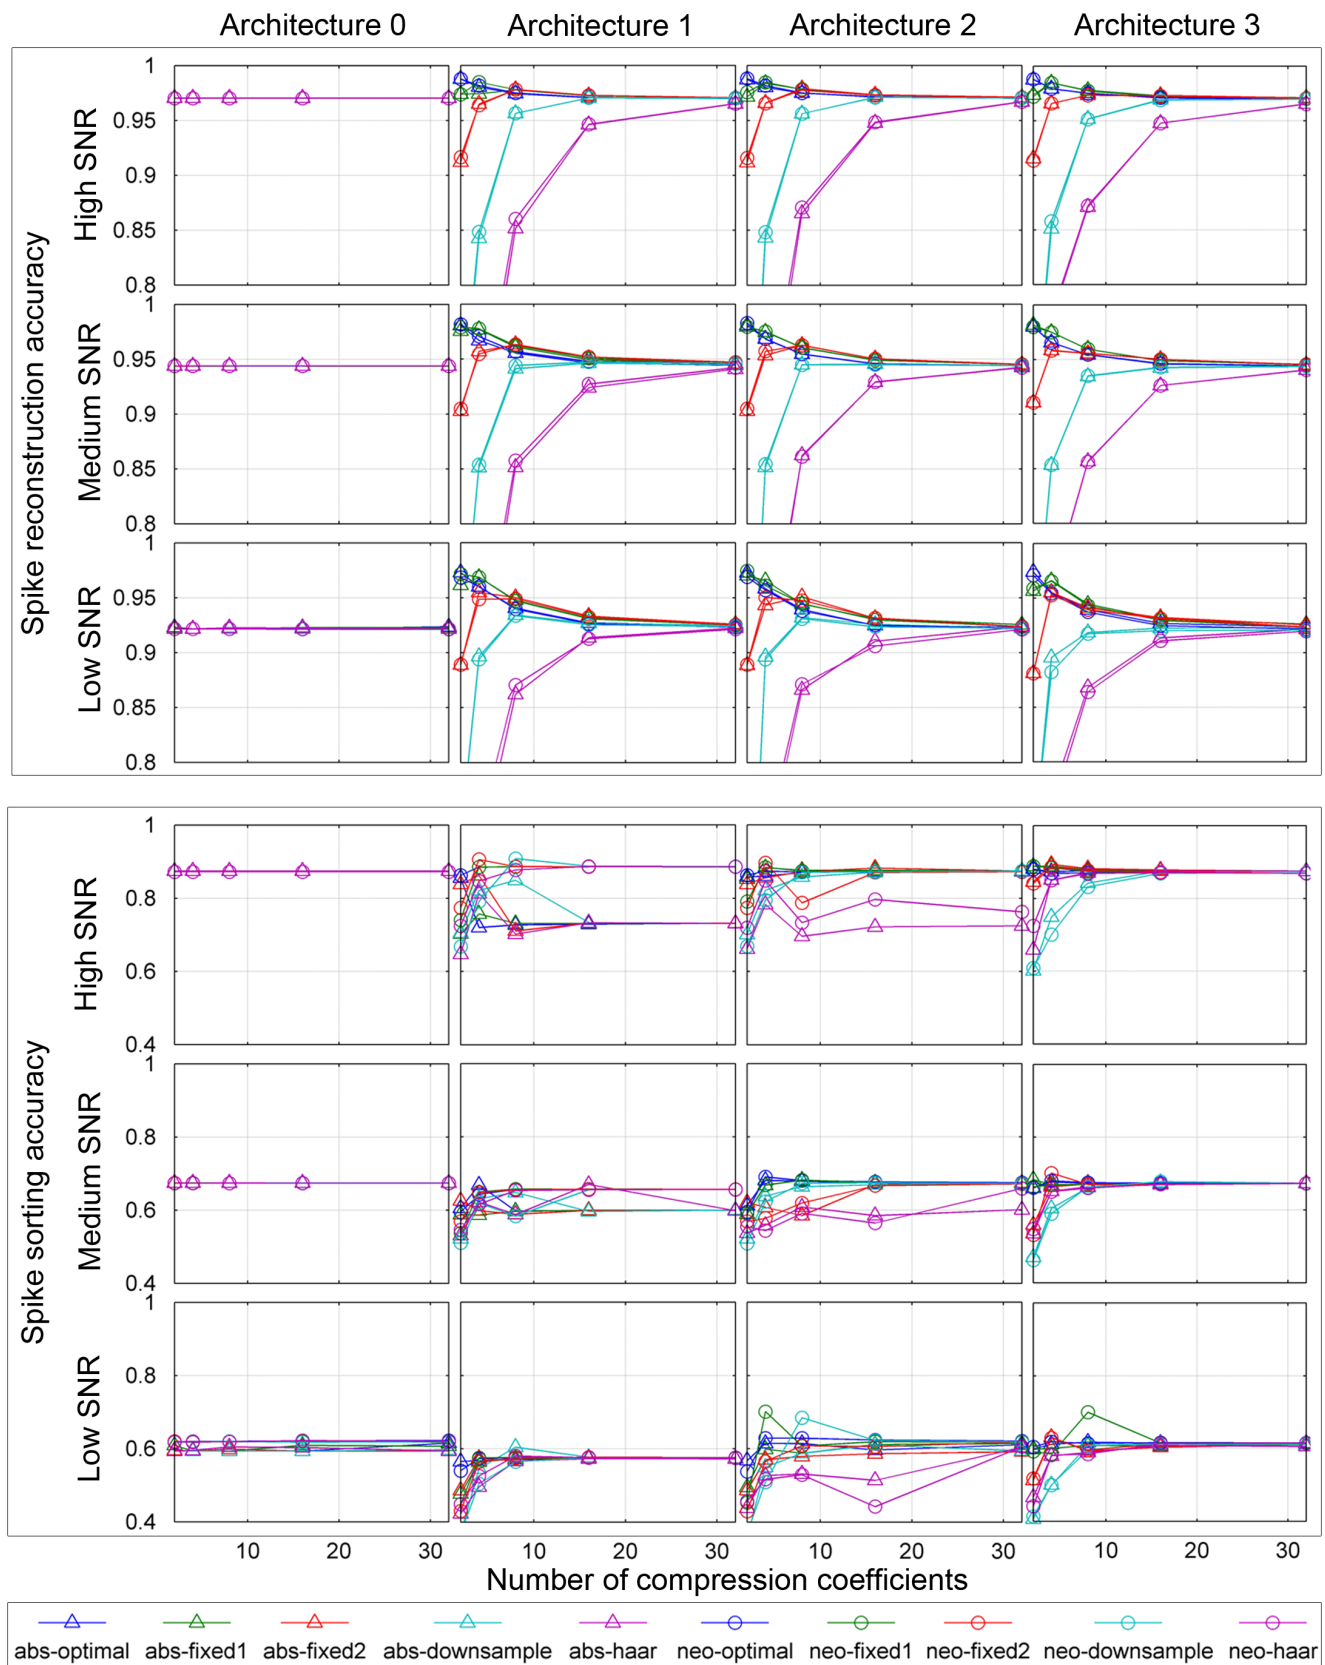 Architecture 0 Architecture 1 Architecture 2 Architecture 3
Spike reconstruction accuracy
High SNR
1
0.95
0.9
0.85
0.8
Medium SNR
1
0.95
0.9
0.85
0.8
Low SNR
1
0.95
0.9
0.85
0.8
Spike sorting accuracy
High SNR
1
0.8
0.6
0.4
Medium SNR
1
0.8
0.6
0.4
Low SNR
1
0.8
0.6
0.4
10 20 30 10 20 30 10 20 30 10 20 30
Number of compression coefficients
abs-optimal abs-fixed1 abs-fixed2 abs-downsample abs-haar neo-optimal neo-fixed1 neo-fixed2 neo-downsample neo-haar